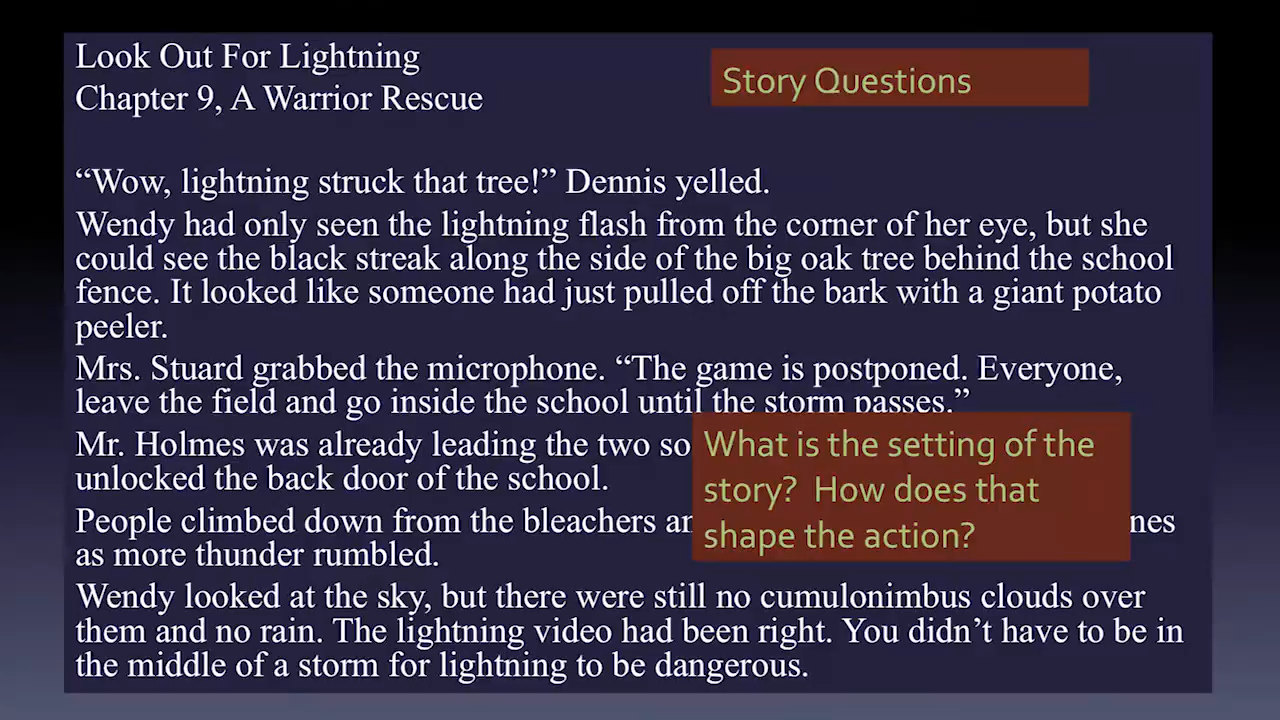 Look Out For Lightning
Chapter 9, A Warrior Rescue
Story Questions
“Wow, lightning struck that tree!” Dennis yelled.
Wendy had only seen the lightning flash from the corner of her eye, but she
could see the black streak along the side of the big oak tree behind the school
fence. It looked like someone had just pulled off the bark with a giant potato
peeler.
Mrs. Stuard grabbed the microphone. “The game is postponed. Everyone,
leave the field and go inside the school until the storm passes.”
Mr. Holmes was already leading the two
unlocked the back door of the school.
People climbed down from the bleachers
as more thunder rumbled.
What is the setting of the
story? How does that
shape the action?
Wendy looked at the sky, but there were still no cumulonimbus clouds over
them and no rain. The lightning video had been right. You didn’t have to be in
the middle of a storm for lightning to be dangerous.